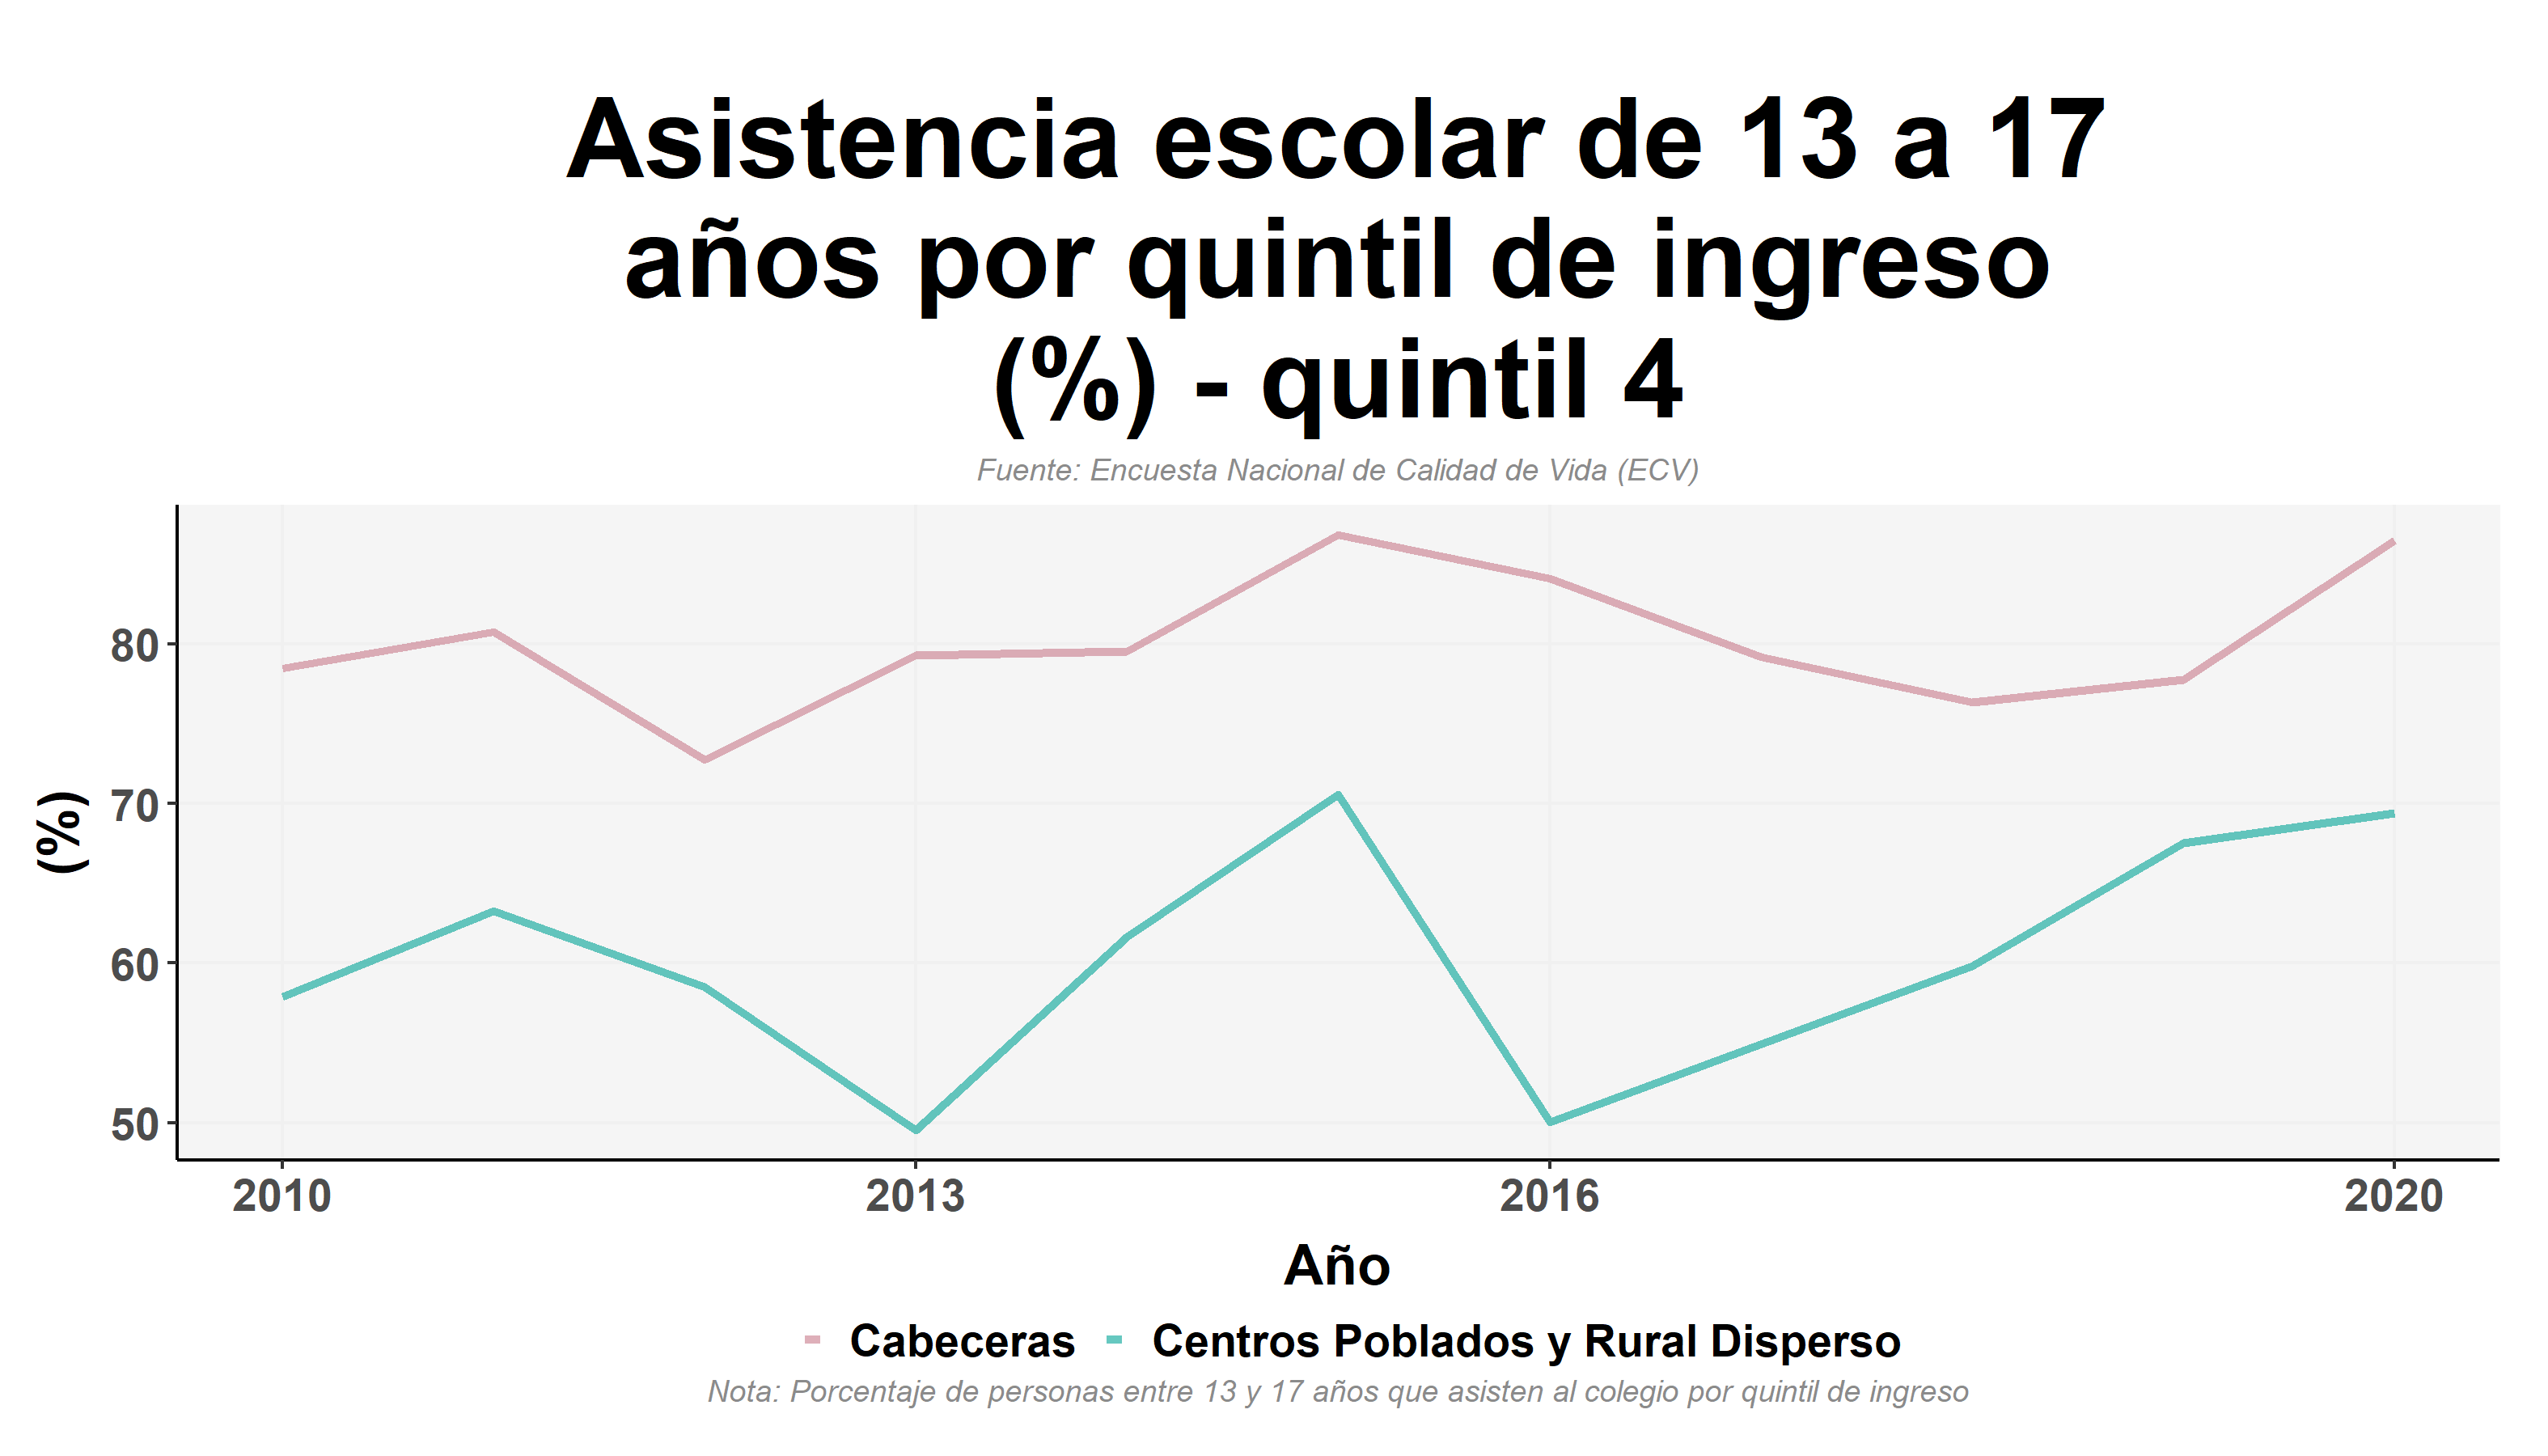 Asistencia escolar de 13 a 17
años por quintil de ingreso
(%) - quintil 4
Fuente: Encuesta Nacional de Calidad de Vida (ECV)
80
70
60
50
(%)
2010 2013 2016 2020
Año
Cabeceras Centros Poblados y Rural Disperso
Nota: Porcentaje de personas entre 13 y 17 años que asisten al colegio por quintil de ingreso